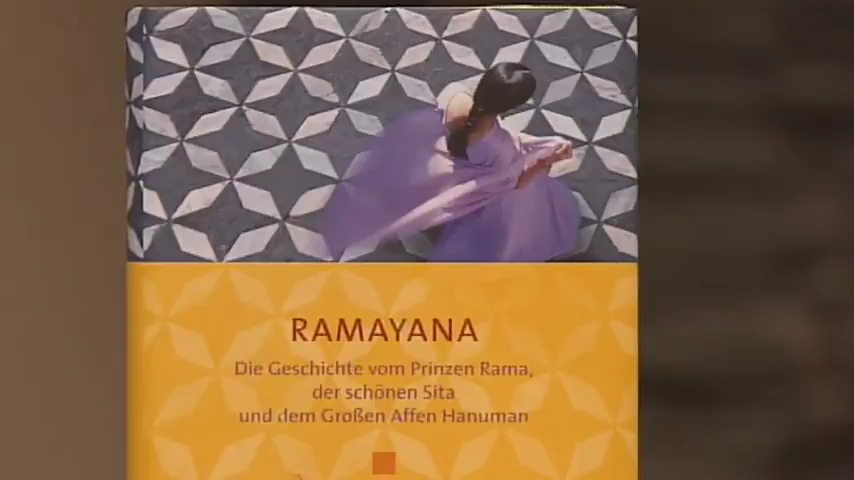 RAMAYANA
Die Geschichte vom Prinzen Rama,
der schönen Sita
und dem Großen Affen Hanuman